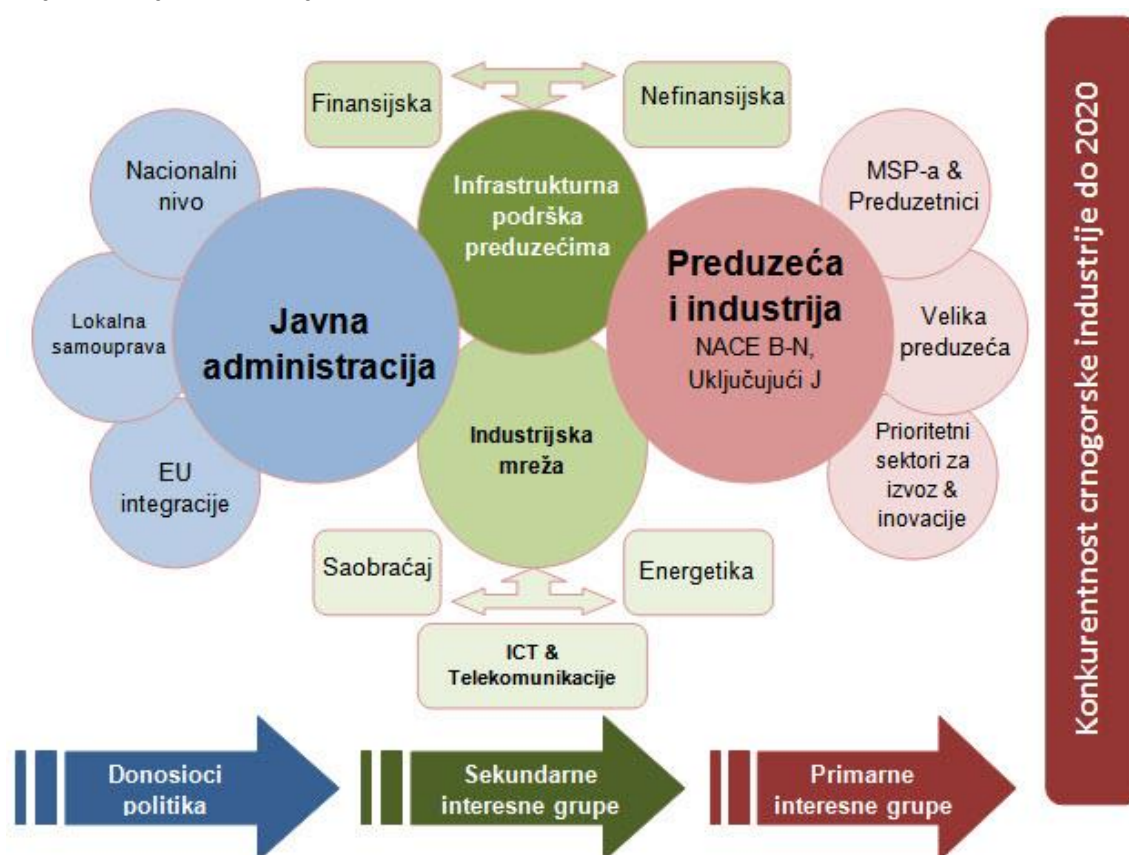 Finansijska
Nefinansijska
Nacionalni
nivo
Lokalna
samouprava
EU
integracije
Javna
administracija
Infrastrukturna
podrška
preduzećima
Industrijska
mreža
Preduzeća
i industrija
NACE B-N,
Uključujući J
MSP-a &
Preduzetnici
Velika
preduzeća
Prioritetni
sektori za
izvoz &
inovacije
Saobraćaj
Energetika
ICT &
Telekomunikacije
Donosioci
politika
Sekundarne
interesne grupe
Primarne
interesne grupe
Konkurentnost crnogorske industrije do 2020